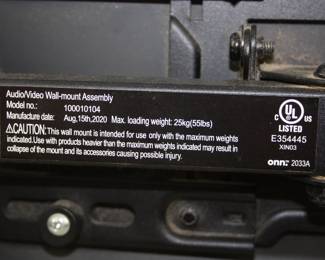 Audio/Video Wall-mount Assembly
Model no.: 100010104
Manufacture date: Aug,15th,2020 Max. loading weight: 25kg(55lbs)
⚠CAUTION: This wall mount is intended for use only with the maximum weights
indicated.Use with products heavier than the maximum weights indicated may result in
collapse of the mount and its accessories causing possible injury.
C UL US
LISTED
E354445
XIN03
onn. 2033A